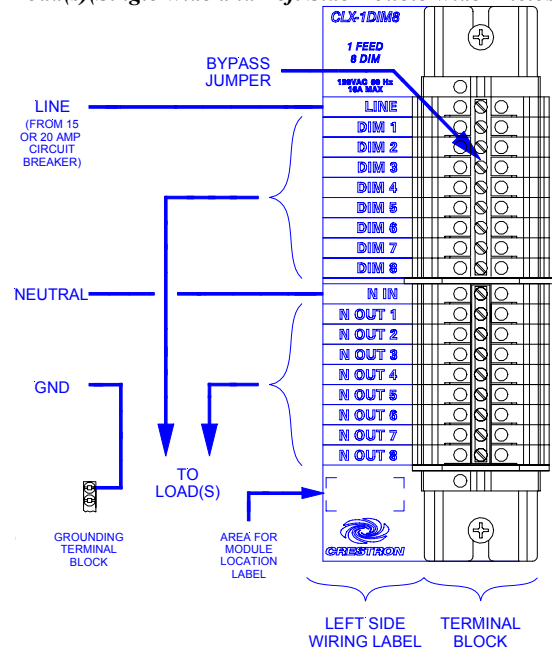 CLX-1DIM8
1 FEED
8 DIM
120VAC 60 Hz
16A MAX
BYPASS
JUMPER
LINE
(FROM 15
OR 20 AMP
CIRCUIT
BREAKER)
LINE
DIM 1
DIM 2
DIM 3
DIM 4
DIM 5
DIM 6
DIM 7
DIM 8
NEUTRAL
N IN
N OUT 1
N OUT 2
N OUT 3
N OUT 4
N OUT 5
N OUT 6
N OUT 7
N OUT 8
GND
TO
LOAD(S)
GROUNDING
TERMINAL
BLOCK
AREA FOR
MODULE
LOCATION
LABEL
CRESTRON
LEFT SIDE
WIRING LABEL
TERMINAL
BLOCK